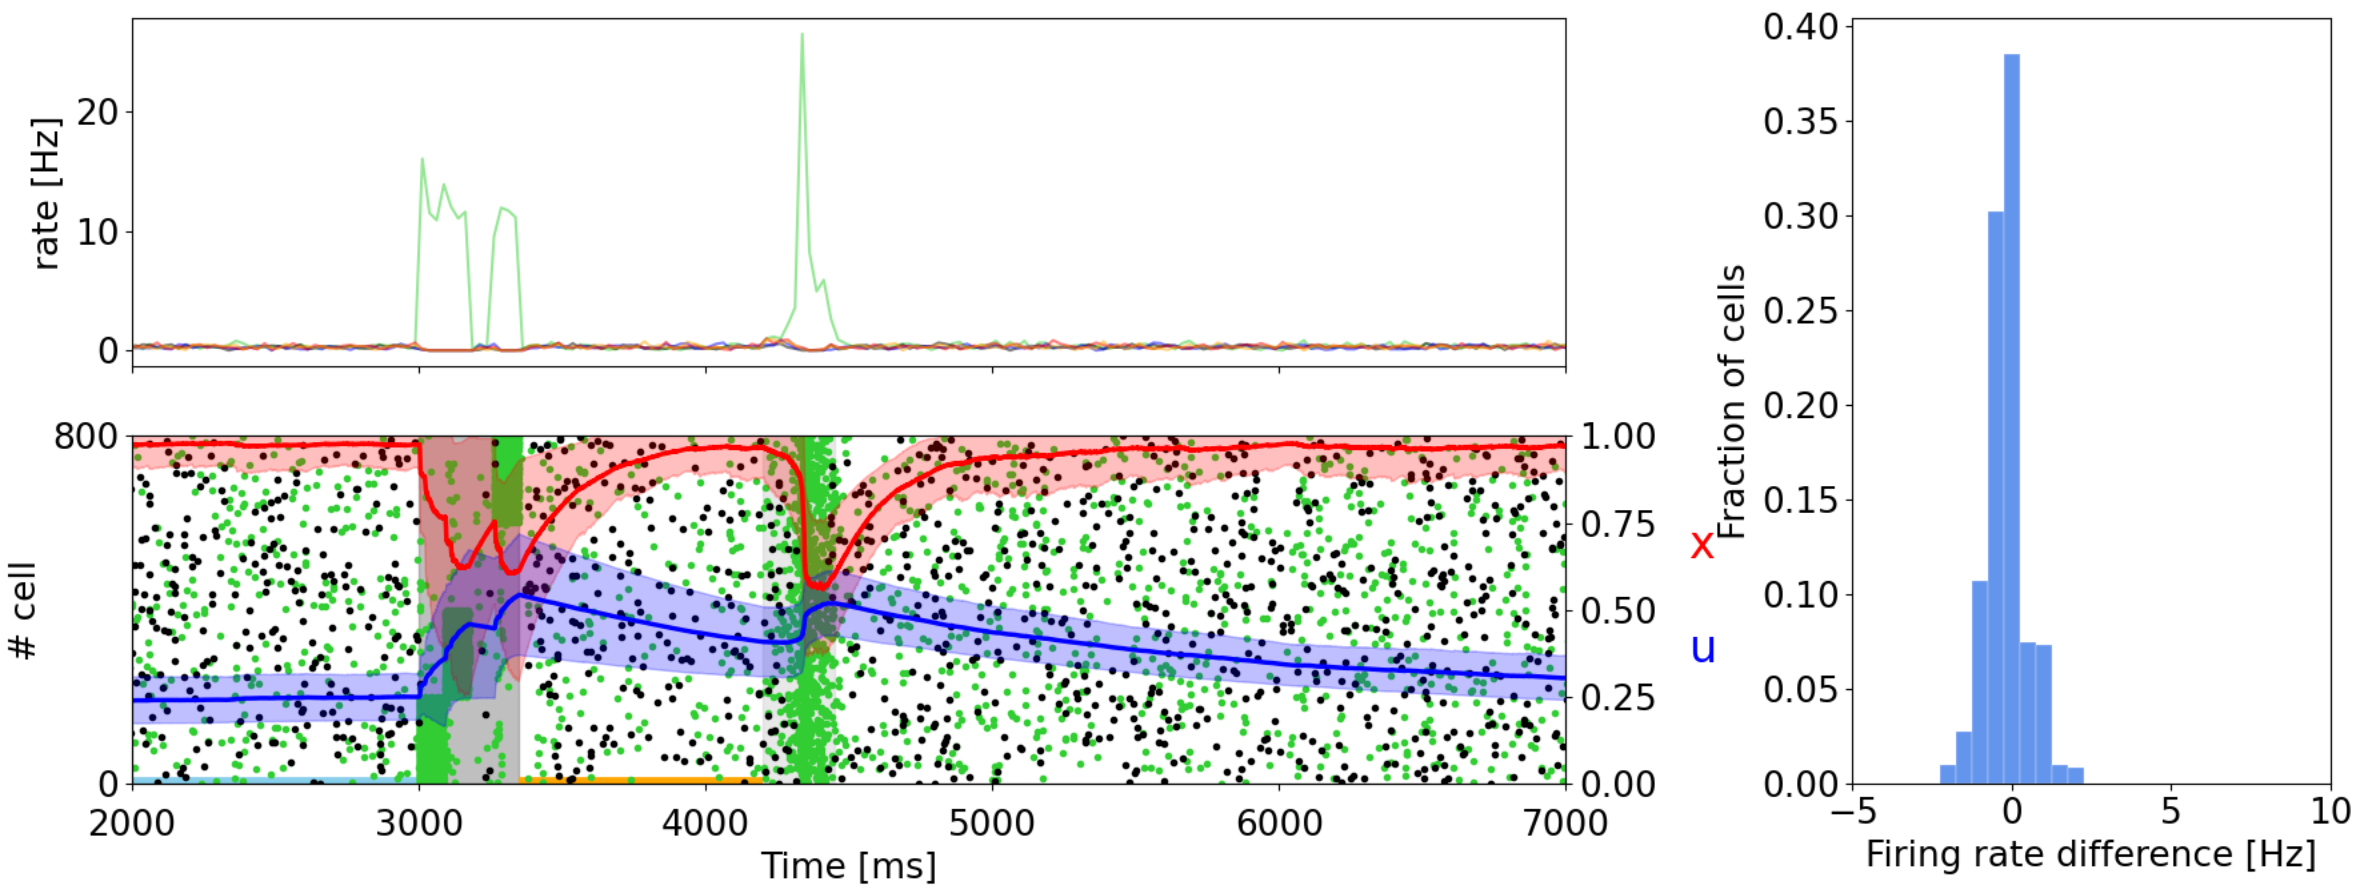 rate [Hz]
20
10
0
# cell
800
0
1.00
0.75
0.50
0.25
0.00
x
u
2000 3000 4000 5000 6000 7000
Time [ms]
Fraction of cells
0.40
0.35
0.30
0.25
0.20
0.15
0.10
0.05
0.00
−5 0 5 10
Firing rate difference [Hz]